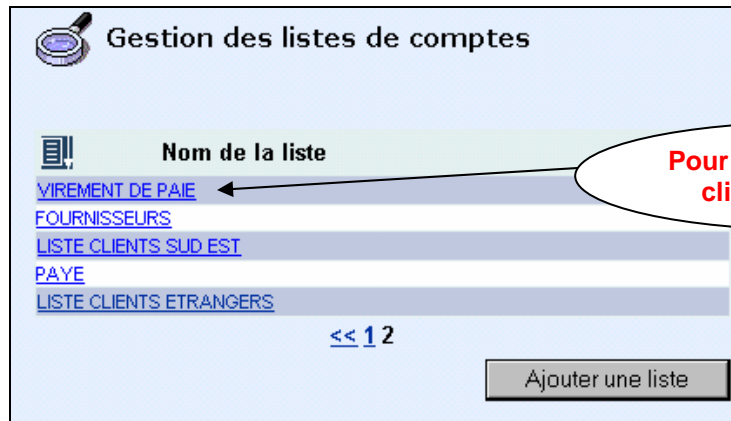 Gestion des listes de comptes
Nom de la liste
Pour
cli
VIREMENT DE PAIE
FOURNISSEURS
LISTE CLIENTS SUD EST
PAYE
LISTE CLIENTS ETRANGERS
<< 1 2
Ajouter une liste